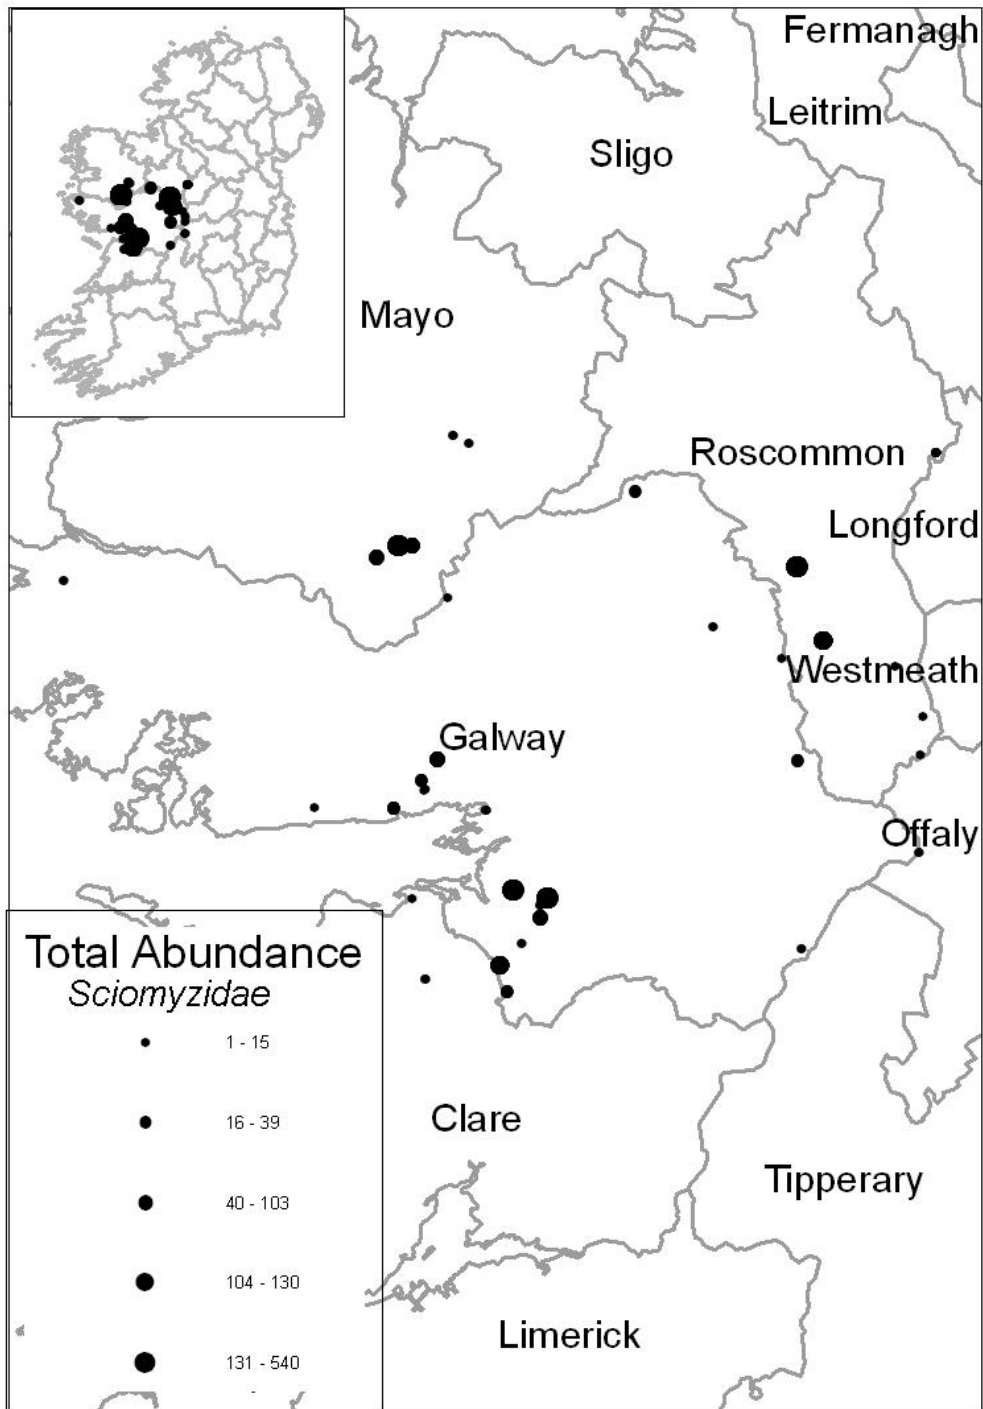 Fermanagh
Leitrim
Sligo
Mayo
Roscommon
Longford
Westmeath
Galway
Offaly
Total Abundance
Sciomyzidae
1 - 15
16 - 39
40 - 103
104 - 130
131 - 540
Clare
Tipperary
Limerick